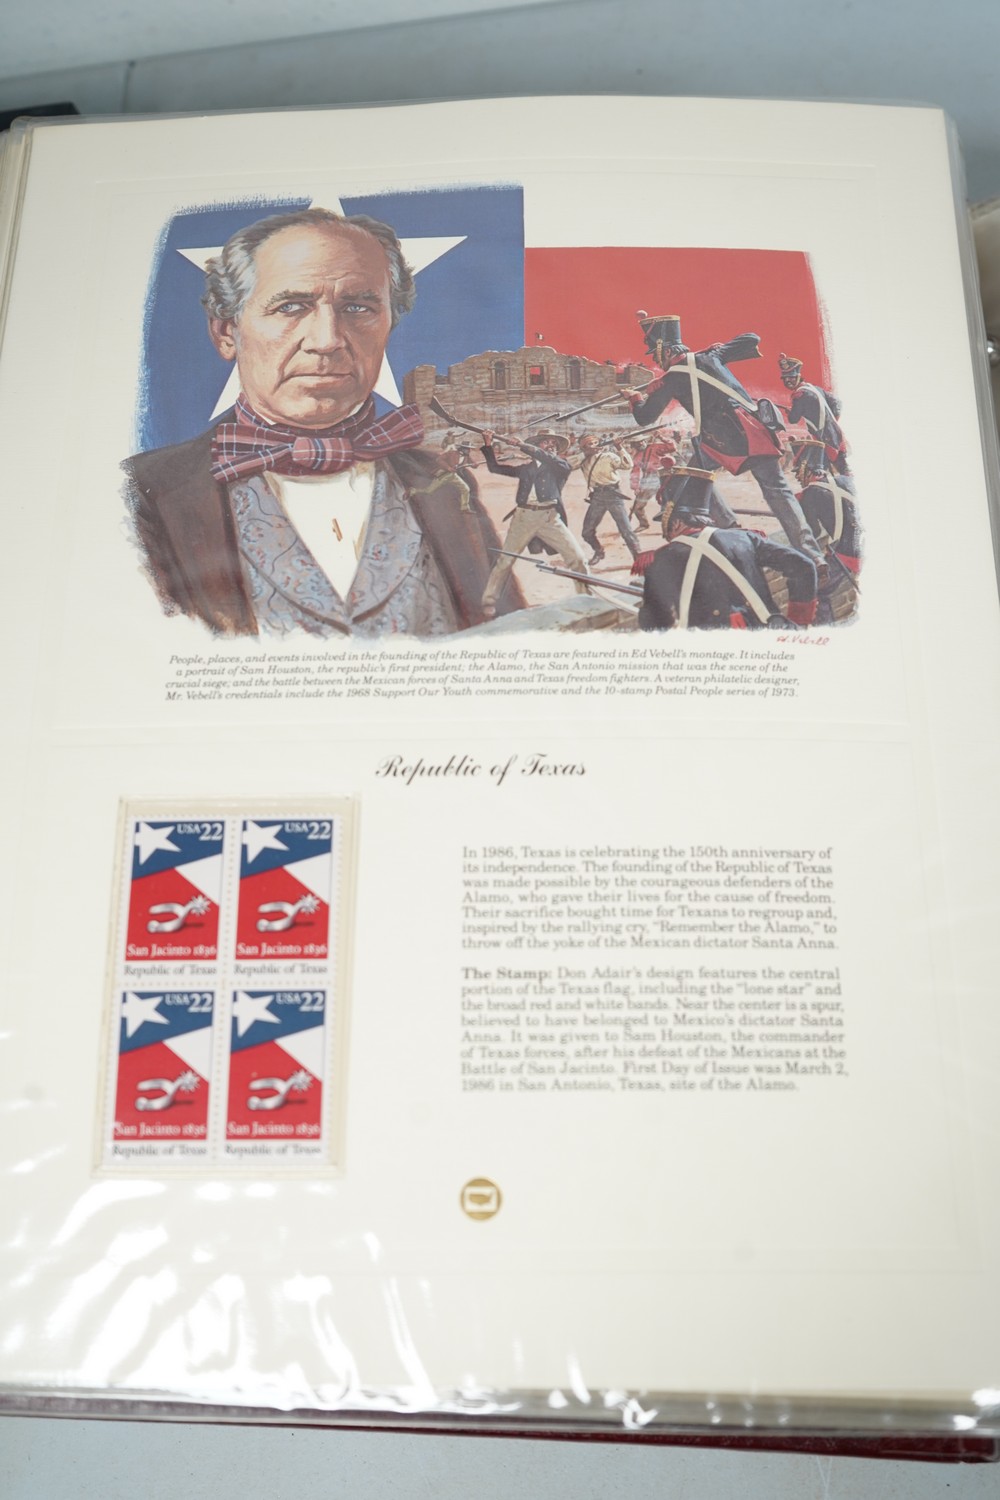 H. Vebell
People, places, and events involved in the founding of the Republic of Texas are featured in Ed Vebell's montage. It includes
a portrait of Sam Houston, the republic's first president; the Alamo, the San Antonio mission that was the scene of the
crucial siege; and the battle between the Mexican forces of Santa Anna and Texas freedom fighters. A veteran philatelic designer,
Mr. Vebell's credentials include the 1968 Support Our Youth commemorative and the 10-stamp Postal People series of 1973.
Republic of Texas
USA 22
San Jacinto 1836
Republic of Texas
USA 22
San Jacinto 1836
Republic of Texas
USA 22
San Jacinto 1836
Republic of Texas
USA 22
San Jacinto 1836
Republic of Texas
In 1986, Texas is celebrating the 150th anniversary of
its independence. The founding of the Republic of Texas
was made possible by the courageous defenders of the
Alamo, who gave their lives for the cause of freedom.
Their sacrifice bought time for Texans to regroup and,
inspired by the rallying cry, "Remember the Alamo," to
throw off the yoke of the Mexican dictator Santa Anna.
The Stamp: Don Adair's design features the central
portion of the Texas flag, including the "lone star" and
the broad red and white bands. Near the center is a spur,
believed to have belonged to Mexico's dictator Santa
Anna. It was given to Sam Houston, the commander
of Texas forces, after his defeat of the Mexicans at the
Battle of San Jacinto. First Day of Issue was March 2,
1986 in San Antonio, Texas, site of the Alamo.